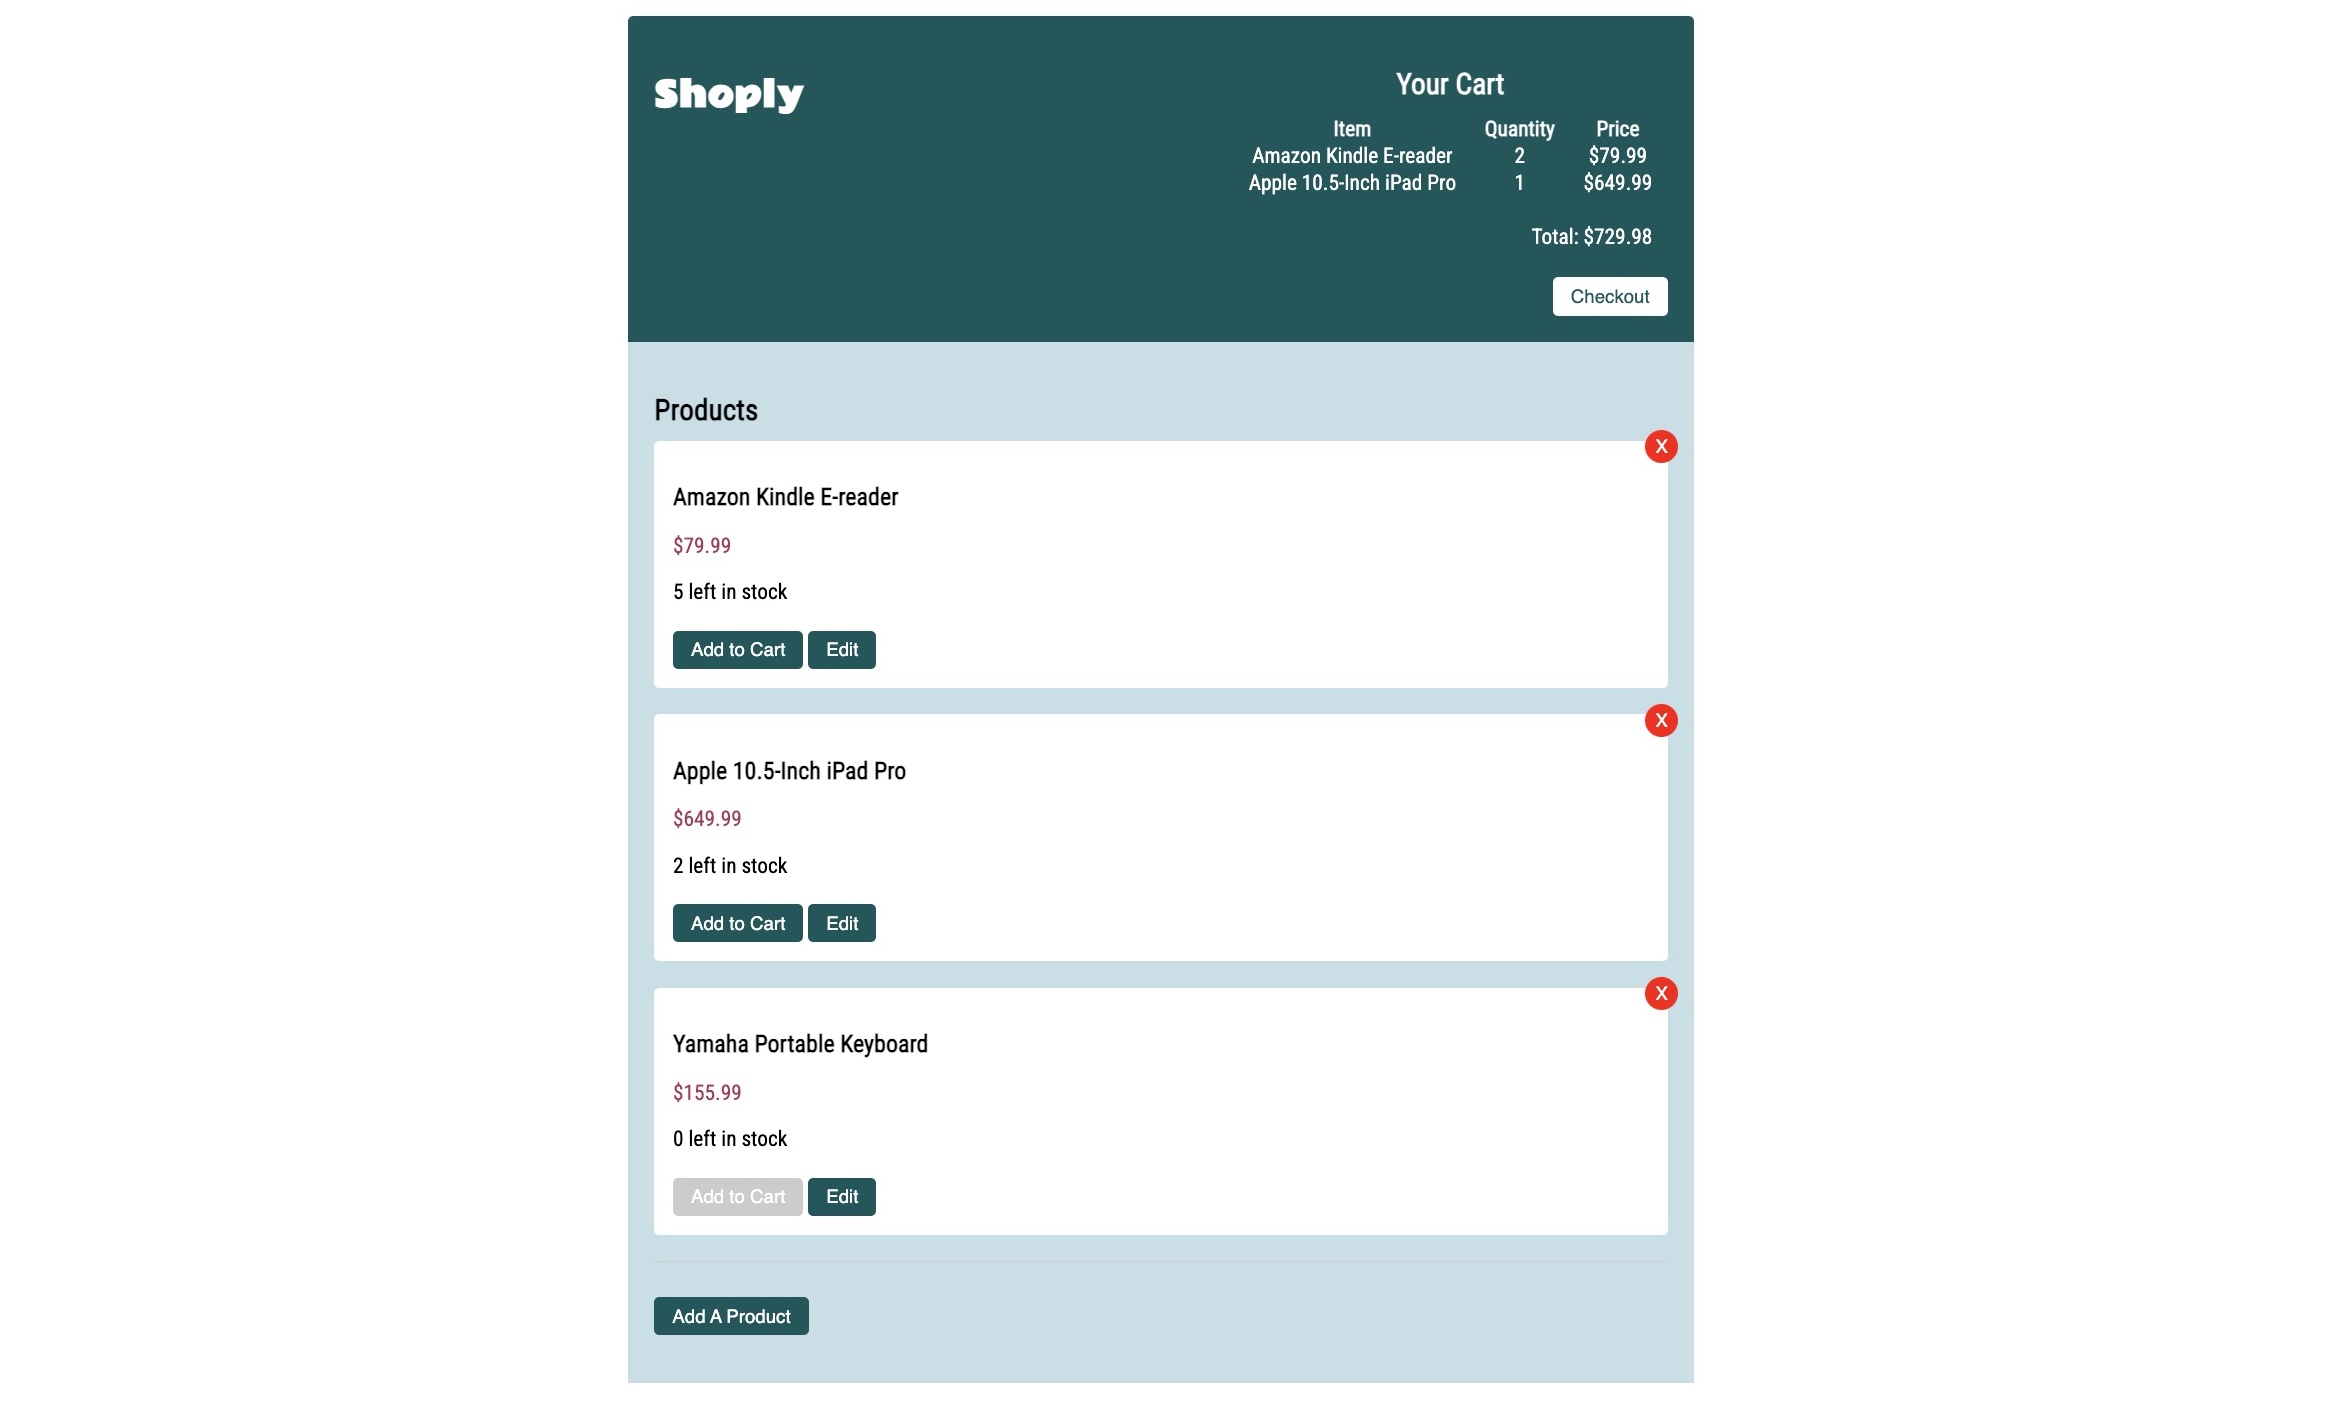 Shoply
Your Cart
Item Quantity Price
Amazon Kindle E-reader 2 $79.99
Apple 10.5-Inch iPad Pro 1 $649.99
Total: $729.98
Checkout
Products
X
Amazon Kindle E-reader
$79.99
5 left in stock
Add to Cart Edit
X
Apple 10.5-Inch iPad Pro
$649.99
2 left in stock
Add to Cart Edit
X
Yamaha Portable Keyboard
$155.99
0 left in stock
Add to Cart Edit
Add A Product